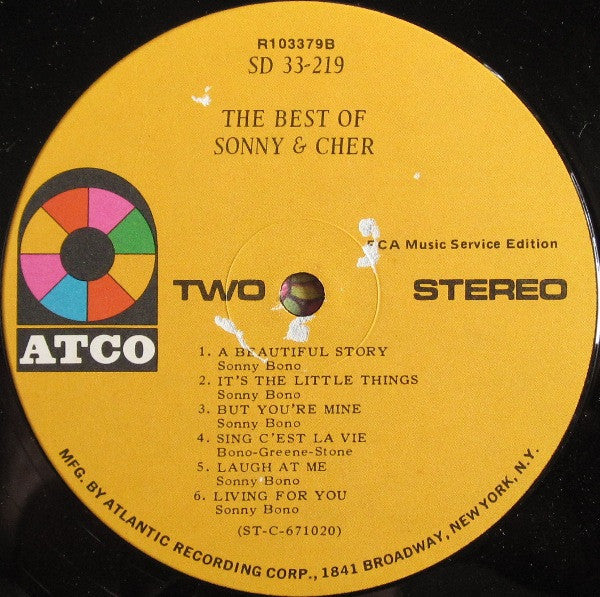 R103379B
SD 33-219
THE BEST OF
SONNY & CHER
CA Music Service Edition
TWO
STEREO
ATCO
1. A BEAUTIFUL STORY
Sonny Bono
2. IT'S THE LITTLE THINGS
Sonny Bono
3. BUT YOU'RE MINE
Sonny Bono
4. SING C'EST LA VIE
Bono-Greene-Stone
5. LAUGH AT ME
Sonny Bono
6. LIVING FOR YOU
Sonny Bono
(ST-C-671020)
MFG. BY ATLANTIC RECORDING CORP., 1841 BROADWAY, NEW YORK, N.Y.